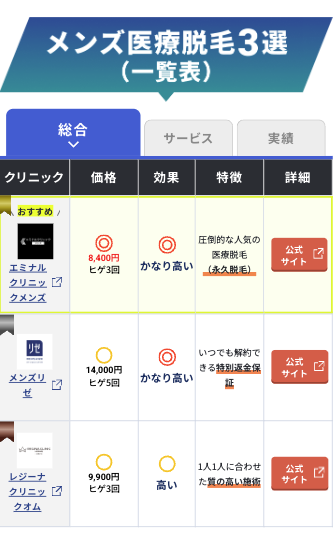 メンズ医療脱毛3選
（一覧表）
総合
サービス
実績
クリニック
価格
効果
特徴
詳細
おすすめ /
エミナル
クリニッ
クメンズ
8,400円
ヒゲ3回
かなり高い
圧倒的な人気の
医療脱毛
（永久脱毛）
公式
サイト
リゼ
メンズリ
ゼ
14,000円
ヒゲ5回
かなり高い
いつでも解約で
きる特別返金保
証
公式
サイト
レジーナ
クリニッ
クオム
9,900円
ヒゲ3回
高い
1人1人に合わせ
た質の高い施術
公式
サイト